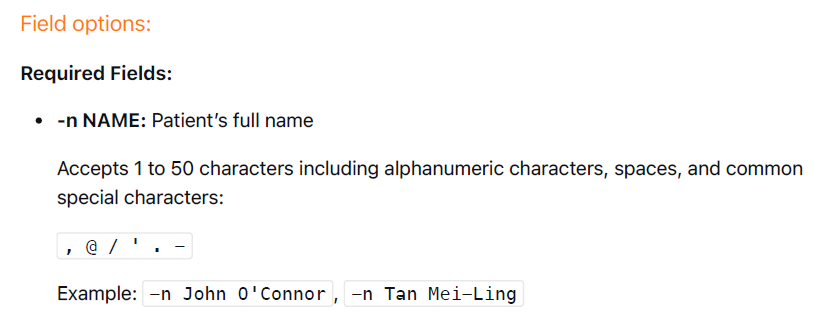 Field options:
Required Fields:
• -n NAME: Patient’s full name
Accepts 1 to 50 characters including alphanumeric characters, spaces, and common
special characters:
, @ / ' . -
Example: -n John O'Connor , -n Tan Mei-Ling